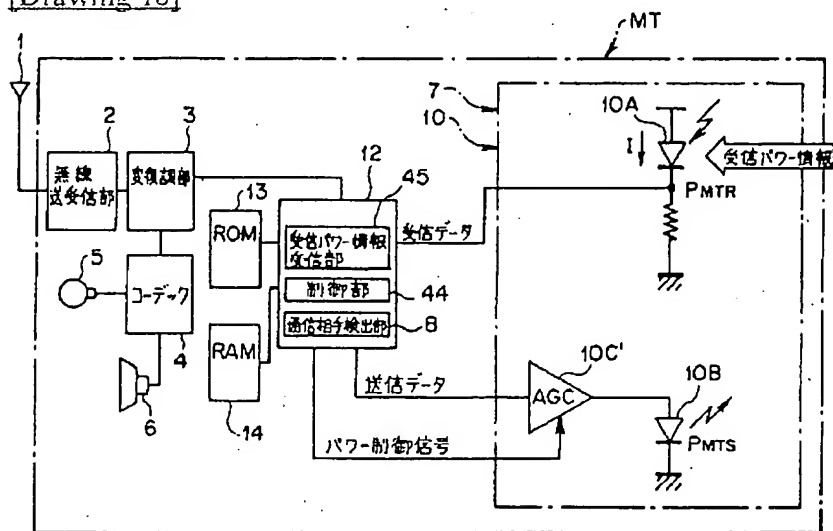 MT
1
2
無線
送受信部
3
変復調部
12
45
受信パワー情報
受信部
制御部
44
通信相手検出部
8
13
ROM
RAM
14
5
コーデック
4
6
受信データ
送信データ
パワー制御信号
7
10
10A
I
受信パワー情報
PMTR
10C'
AGC
10B
PMTS